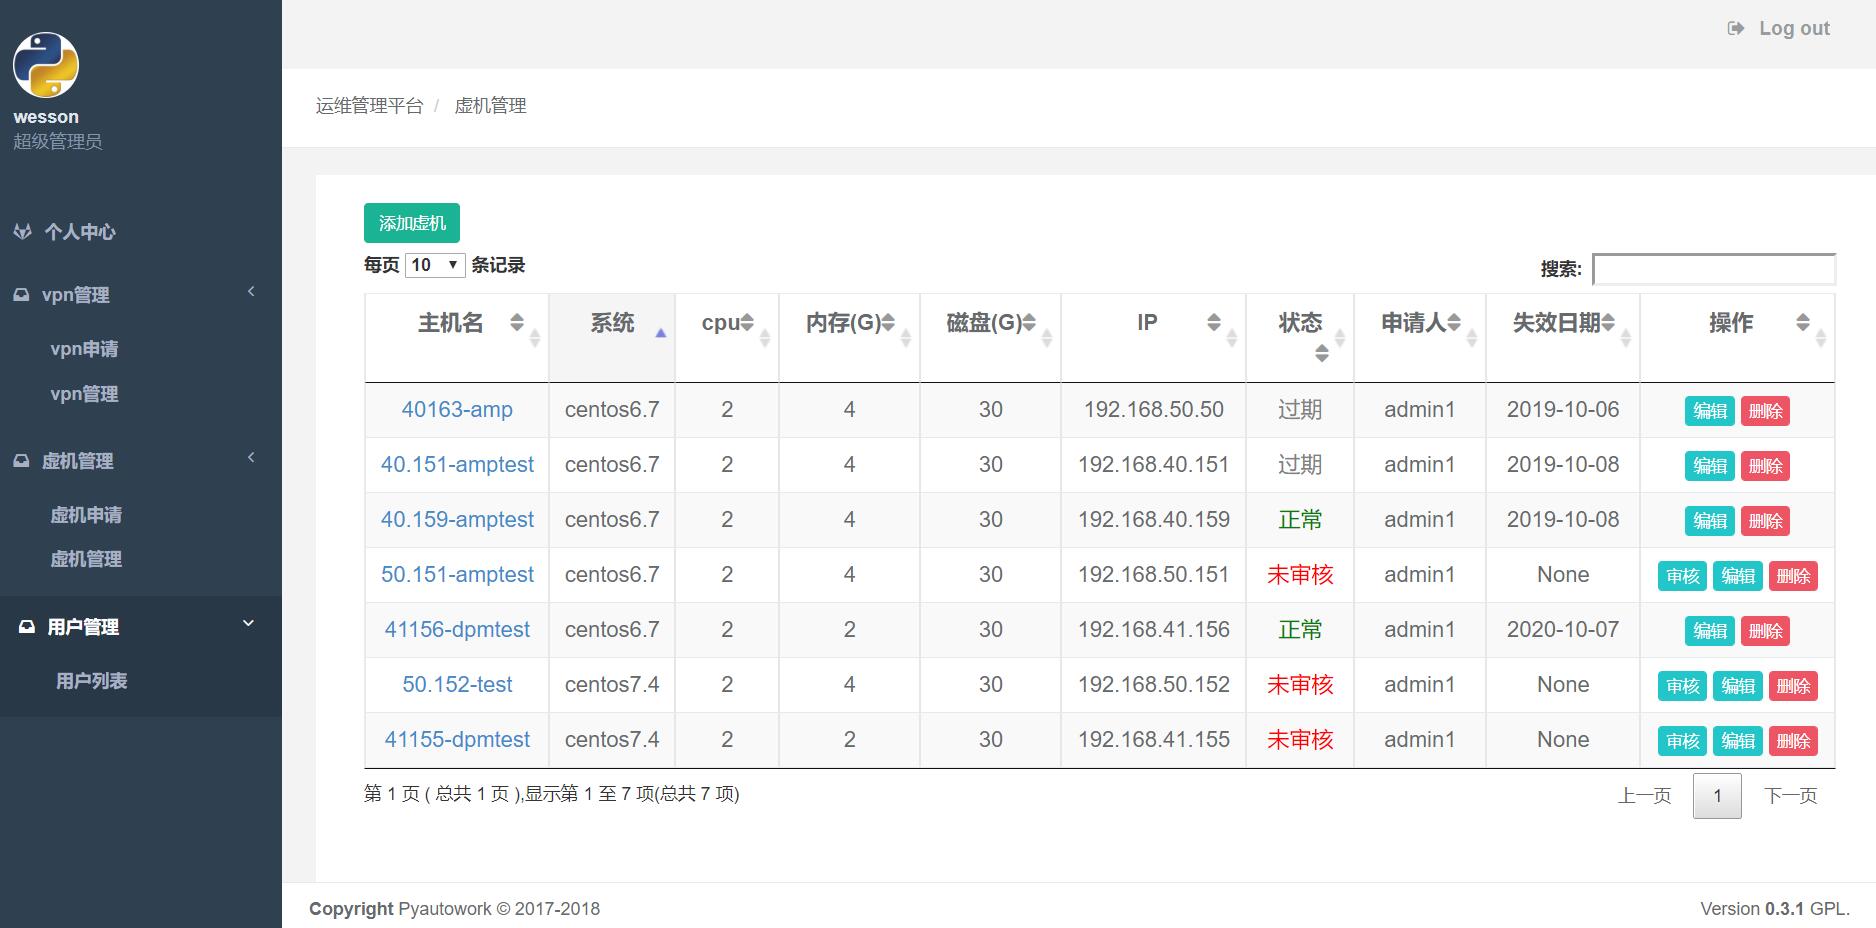 Log out
wesson
超级管理员
运维管理平台 / 虚机管理
个人中心
vpn管理
vpn申请
vpn管理
虚机管理
虚机申请
虚机管理
用户管理
用户列表
添加虚机
每页 10 条记录
搜索:
主机名 系统 cpu 内存(G) 磁盘(G) IP 状态 申请人 失效日期 操作
40163-amp centos6.7 2 4 30 192.168.50.50 过期 admin1 2019-10-06 编辑 删除
40.151-amptest centos6.7 2 4 30 192.168.40.151 过期 admin1 2019-10-08 编辑 删除
40.159-amptest centos6.7 2 4 30 192.168.40.159 正常 admin1 2019-10-08 编辑 删除
50.151-amptest centos6.7 2 4 30 192.168.50.151 未审核 admin1 None 审核 编辑 删除
41156-dpmtest centos6.7 2 2 30 192.168.41.156 正常 admin1 2020-10-07 编辑 删除
50.152-test centos7.4 2 4 30 192.168.50.152 未审核 admin1 None 审核 编辑 删除
41155-dpmtest centos7.4 2 2 30 192.168.41.155 未审核 admin1 None 审核 编辑 删除
第 1 页 ( 总共 1 页 ),显示第 1 至 7 项(总共 7 项)
上一页 1 下一页
Copyright Pyautowork © 2017-2018
Version 0.3.1 GPL.